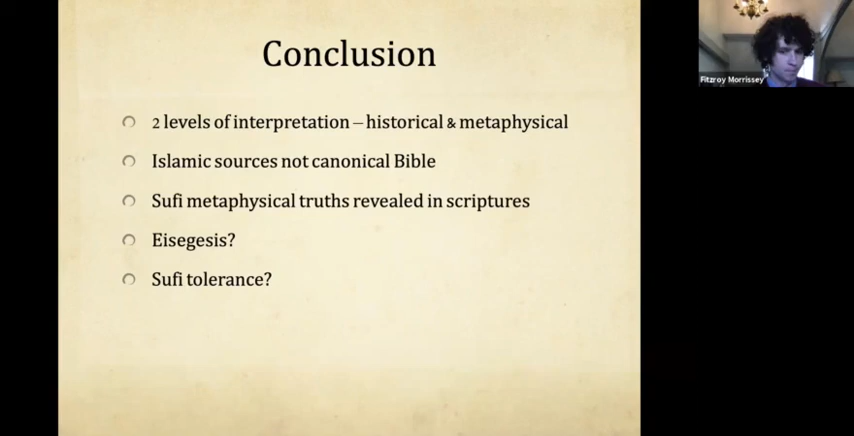 Conclusion
2 levels of interpretation – historical & metaphysical
Islamic sources not canonical Bible
Sufi metaphysical truths revealed in scriptures
Eisegesis?
Sufi tolerance?
Fitzroy Morrissey